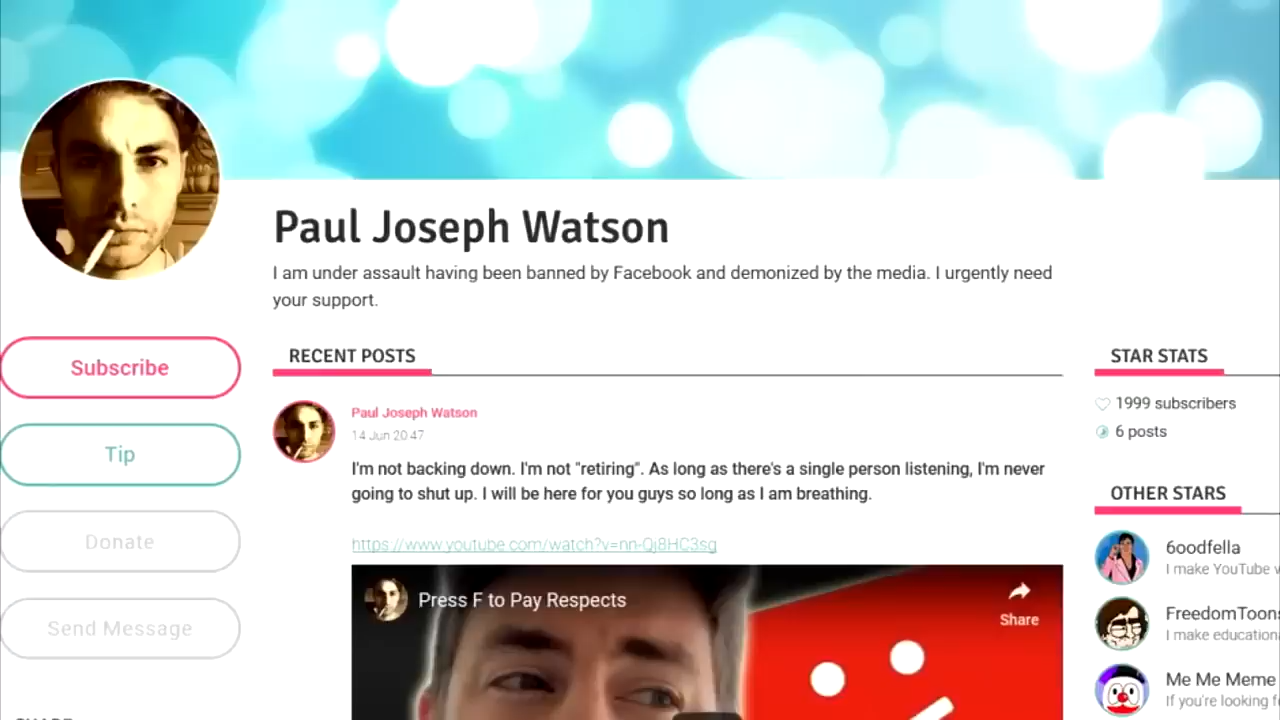 Paul Joseph Watson
I am under assault having been banned by Facebook and demonized by the media. I urgently need
your support.
Subscribe
Tip
Donate
Send Message
RECENT POSTS
Paul Joseph Watson
14 Jun 20:47
I'm not backing down. I'm not "retiring". As long as there's a single person listening, I'm never
going to shut up. I will be here for you guys so long as I am breathing.
https://www.youtube.com/watch?v=nn-Qj8HC3sg
Press F to Pay Respects
Share
STAR STATS
1999 subscribers
6 posts
OTHER STARS
6oodfella
I make YouTube v
FreedomToons
I make educationa
Me Me Meme
If you're looking f